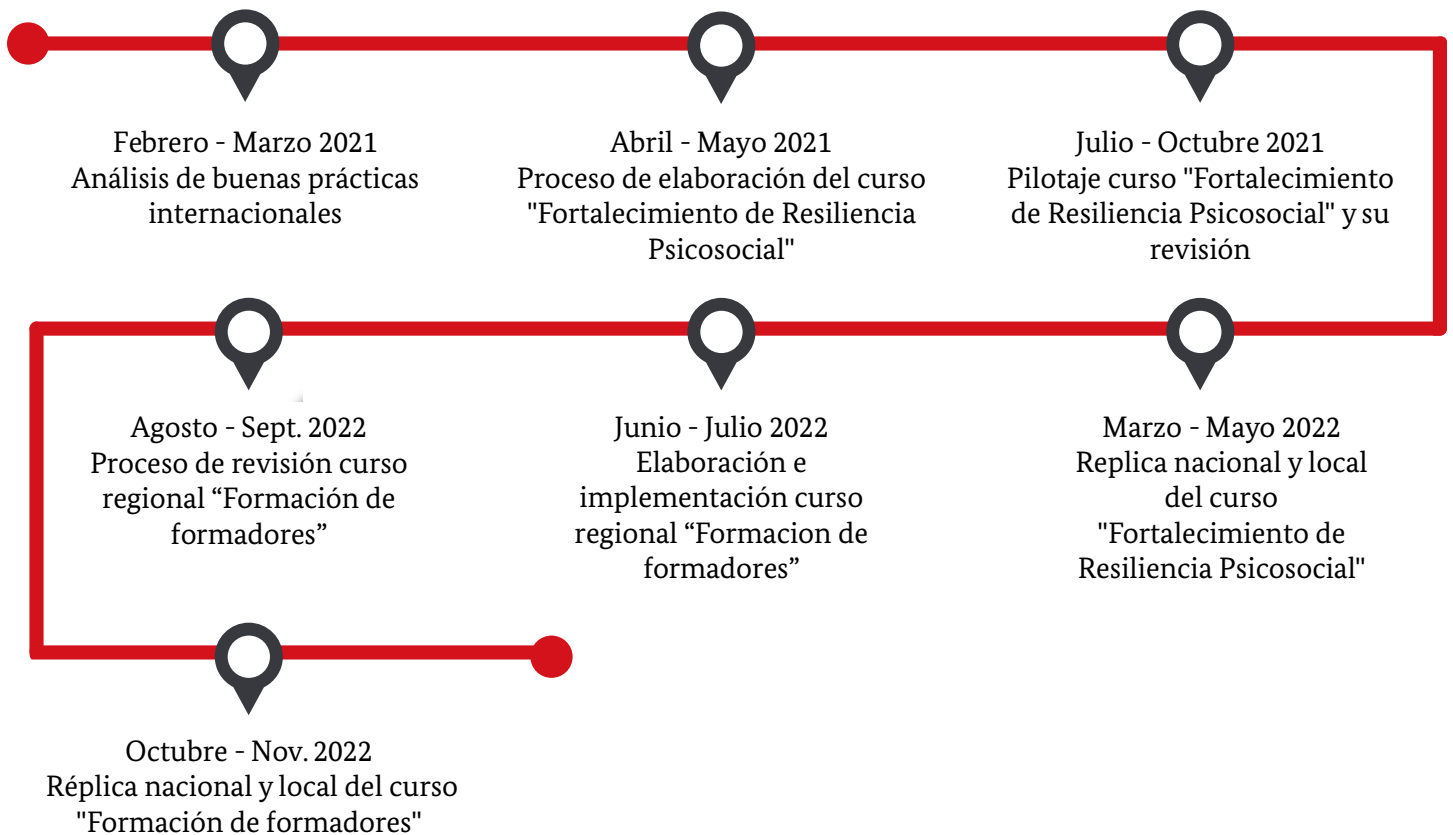 Febrero - Marzo 2021
Análisis de buenas prácticas
internacionales
Abril - Mayo 2021
Proceso de elaboración del curso
"Fortalecimiento de Resiliencia
Psicosocial"
Julio - Octubre 2021
Pilotaje curso "Fortalecimiento
de Resiliencia Psicosocial" y su
revisión
Marzo - Mayo 2022
Replica nacional y local
del curso
"Fortalecimiento de
Resiliencia Psicosocial"
Junio - Julio 2022
Elaboración e
implementación curso
regional “Formacion de
formadores”
Agosto - Sept. 2022
Proceso de revisión curso
regional “Formación de
formadores”
Octubre - Nov. 2022
Réplica nacional y local del curso
"Formación de formadores"